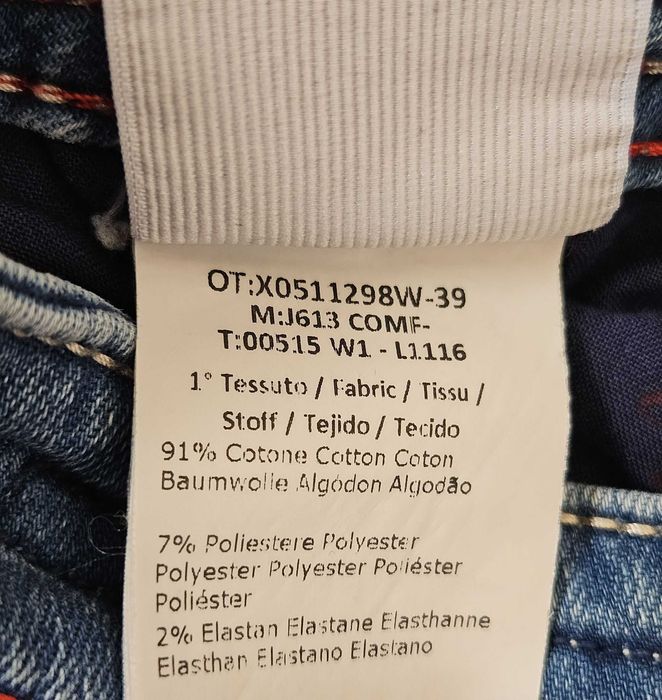 OT:X0511298W-39
M:J613 COMF-
T:00515 W1 - L1116
1° Tessuto / Fabric / Tissu /
Stoff / Tejido / Tecido
91% Cotone Cotton Coton
Baumwolle Algódon Algodão
7% Poliestere Polyester
Polyester Polyester Poliéster
Poliéster
2% Elastan Elastane Elasthanne
Elasthan Elastano Elastano